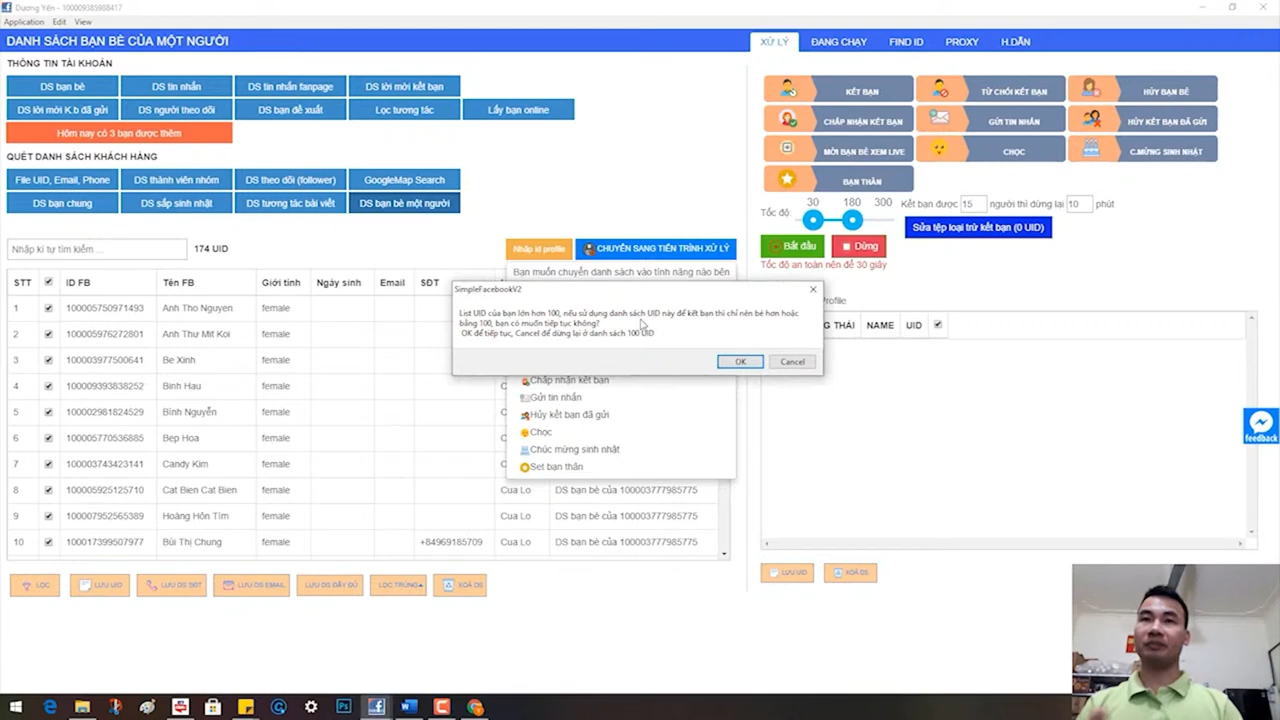 Dương Yến - 100009385988417
Application Edit View
DANH SÁCH BẠN BÈ CỦA MỘT NGƯỜI
XỬ LÝ ĐANG CHẠY FIND ID PROXY H.DẪN
THÔNG TIN TÀI KHOẢN
DS bạn bè DS tin nhắn DS tin nhắn fanpage DS lời mời kết bạn
DS lời mời K.b đã gửi DS người theo dõi DS bạn đề xuất Lọc tương tác Lấy bạn online
Hôm nay có 3 bạn được thêm
QUÉT DANH SÁCH KHÁCH HÀNG
File UID, Email, Phone DS thành viên nhóm DS theo dõi (follower) GoogleMap Search
DS bạn chung DS sắp sinh nhật DS tương tác bài viết DS bạn bè một người
KẾT BẠN TỪ CHỐI KẾT BẠN HỦY BẠN BÈ
CHẤP NHẬN KẾT BẠN GỬI TIN NHẮN HỦY KẾT BẠN ĐÃ GỬI
MỜI BẠN BÈ XEM LIVE CHỌC C.MỪNG SINH NHẬT
BẠN THÂN
Tốc độ: 30 180 300 Kết bạn được 15 người thì dừng lại 10 phút
Sửa tệp loại trừ kết bạn (0 UID)
Bắt đầu Dừng
Tốc độ an toàn nên để 30 giây
Nhập kí tự tìm kiếm .... 174 UID Nhập id profile CHUYỂN SANG TIẾN TRÌNH XỬ LÝ
Bạn muốn chuyển danh sách vào tính năng nào bên
SimpleFacebookV2
List UID của bạn lớn hơn 100, nếu sử dụng danh sách UID này để kết bạn thì chỉ nên bé hơn hoặc
bằng 100, bạn có muốn tiếp tục không?
OK để tiếp tục, Cancel để dừng lại ở danh sách 100 UID
OK Cancel
Chấp nhận kết bạn
Gửi tin nhắn
Hủy kết bạn đã gửi
Chọc
Chúc mừng sinh nhật
Set bạn thân
Profile
G THÁI NAME UID
STT ID FB Tên FB Giới tính Ngày sinh Email SĐT
1 100005750971493 Anh Tho Nguyen female
2 100005976272801 Anh Thư Mit Koi female
3 100003977500641 Be Xinh female
4 100009393838252 Binh Hau female
5 100002981824529 Bình Nguyễn female
6 100005770536885 Bep Hoa female
7 100003743423141 Candy Kim female
8 100005925125710 Cat Bien Cat Bien female Cua Lo DS bạn bè của 100003777985775
9 100007952565389 Hoàng Hôn Tím female Cua Lo DS bạn bè của 100003777985775
10 100017399507977 Bùi Thị Chung female +84969185709 Cua Lo DS bạn bè của 100003777985775
LỌC LƯU UID LƯU DS SĐT LƯU DS EMAIL LƯU DS ĐẦY ĐỦ LỌC TRÙNG XOÁ DS
LƯU UID XOÁ DS
feedback